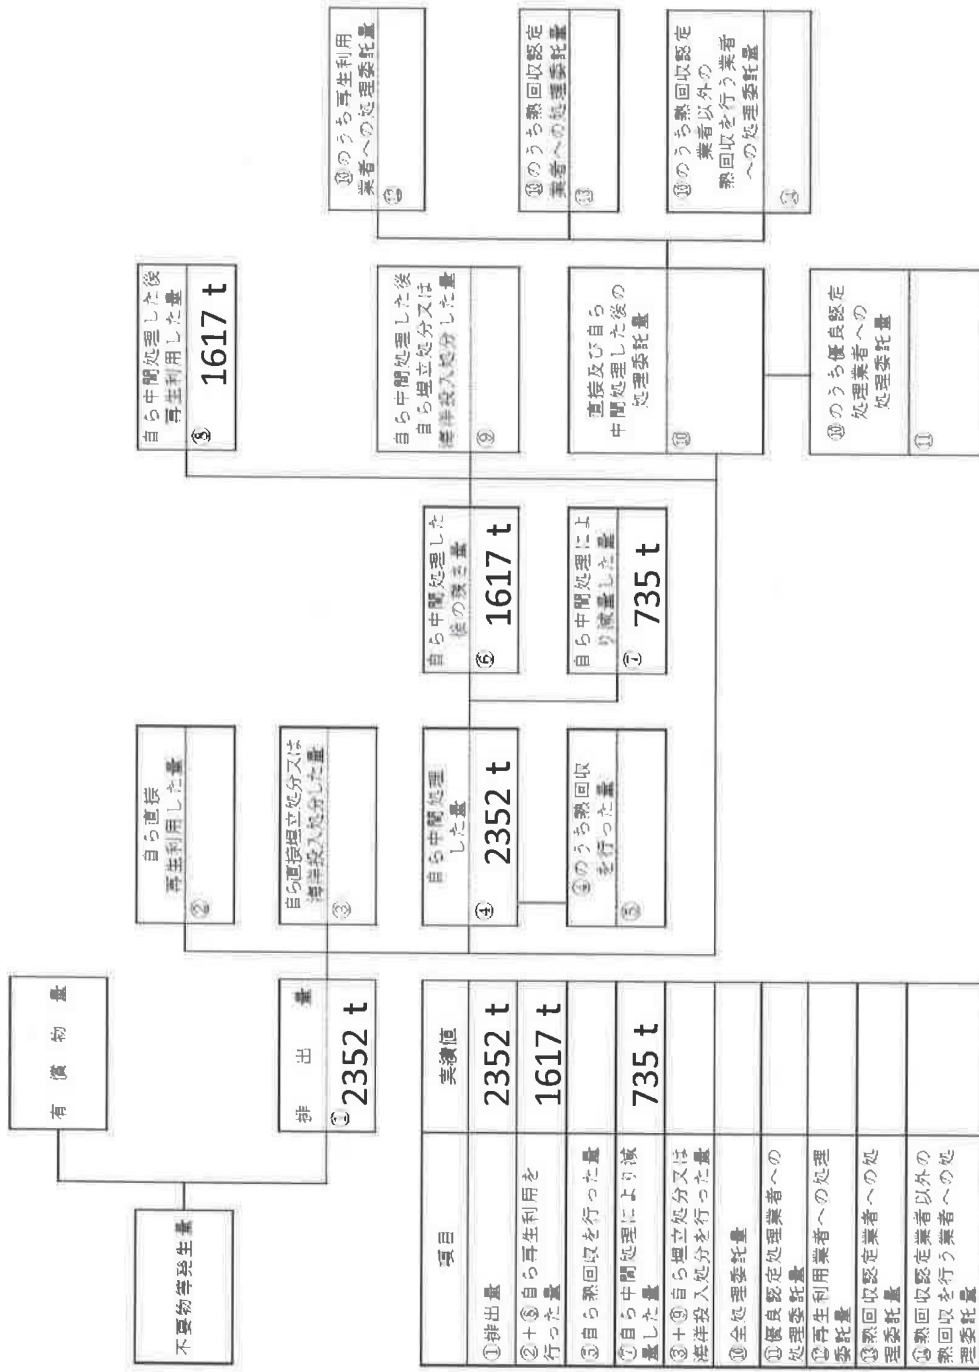 不要物等発生量
有償物量
排出量
① 2352 t
自ら直接
再生利用した量
②
自ら直接埋立処分又は
海洋投入処分した量
③
自ら中間処理
した量
④ 2352 t
④のうち熱回収
を行った量
⑤
自ら中間処理した
後の残さ量
⑥ 1617 t
自ら中間処理によ
り減量した量
⑦ 735 t
自ら中間処理した後
再生利用した量
⑧ 1617 t
自ら中間処理した後
自ら埋立処分又は
海洋投入処分した量
⑨
直接及び自ら
中間処理した後の
処理委託量
⑩
⑩のうち優良認定
処理業者への
処理委託量
⑪
⑩のうち再生利用
業者への処理委託量
⑫
⑩のうち熱回収認定
業者への処理委託量
⑬
⑩のうち熱回収認定
業者以外の
熱回収を行う業者
への処理委託量
⑭
項目 実績値
①排出量 2352 t
②+⑧自ら再生利用を
行った量 1617 t
⑤自ら熱回収を行った量
⑦自ら中間処理により減
量した量 735 t
③+⑨自ら埋立処分又は
海洋投入処分を行った量
⑩全処理委託量
⑪優良認定処理業者への
処理委託量
⑫再生利用業者への処理
委託量
⑬熱回収認定業者への処
理委託量
⑭熱回収認定業者以外の
熱回収を行う業者への処
理委託量